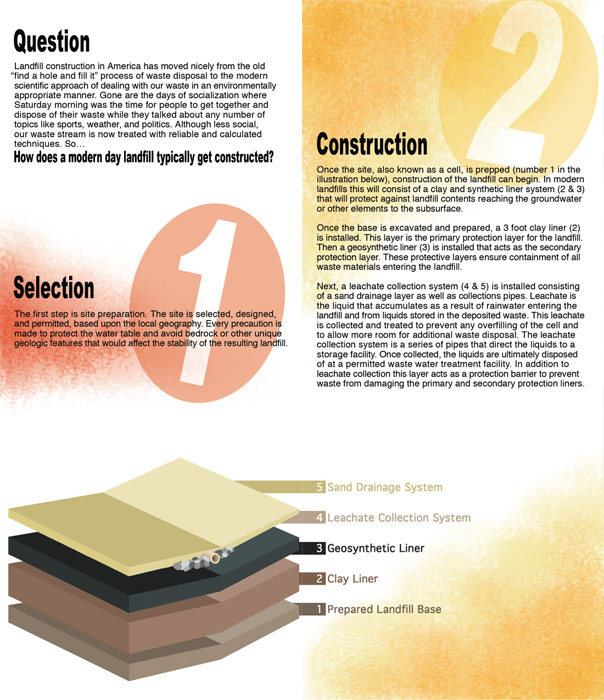 Question
Landfill construction in America has moved nicely from the old
“find a hole and fill it” process of waste disposal to the modern
scientific approach of dealing with our waste in an environmentally
appropriate manner. Gone are the days of socialization where
Saturday morning was the time for people to get together and
dispose of their waste while they talked about any number of
topics like sports, weather, and politics. Although less social,
our waste stream is now treated with reliable and calculated
techniques. So…
How does a modern day landfill typically get constructed?
1
Selection
The first step is site preparation. The site is selected, designed,
and permitted, based upon the local geography. Every precaution is
made to protect the water table and avoid bedrock or other unique
geologic features that would affect the stability of the resulting landfill.
2
Construction
Once the site, also known as a cell, is prepped (number 1 in the
illustration below), construction of the landfill can begin. In modern
landfills this will consist of a clay and synthetic liner system (2 & 3)
that will protect against landfill contents reaching the groundwater
or other elements to the subsurface.
Once the base is excavated and prepared, a 3 foot clay liner (2)
is installed. This layer is the primary protection layer for the landfill.
Then a geosynthetic liner (3) is installed that acts as the secondary
protection layer. These protective layers ensure containment of all
waste materials entering the landfill.
Next, a leachate collection system (4 & 5) is installed consisting
of a sand drainage layer as well as collections pipes. Leachate is
the liquid that accumulates as a result of rainwater entering the
landfill and from liquids stored in the deposited waste. This leachate
is collected and treated to prevent any overfilling of the cell and
to allow more room for additional waste disposal. The leachate
collection system is a series of pipes that direct the liquids to a
storage facility. Once collected, the liquids are ultimately disposed
of at a permitted waste water treatment facility. In addition to
leachate collection this layer acts as a protection barrier to prevent
waste from damaging the primary and secondary protection liners.
5 Sand Drainage System
4 Leachate Collection System
3 Geosynthetic Liner
2 Clay Liner
1 Prepared Landfill Base